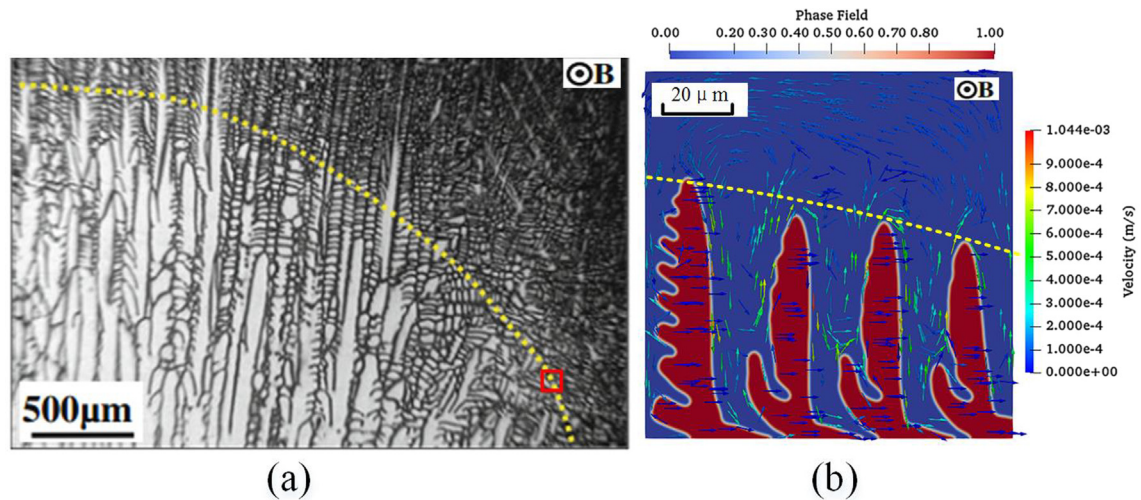 Phase Field
0.00 0.20 0.30 0.40 0.50 0.60 0.70 0.80 1.00
⊙B
500μm
(a)
20 μ m
⊙B
1.044e-03
9.000e-4
8.000e-4
7.000e-4
6.000e-4
5.000e-4
4.000e-4
3.000e-4
2.000e-4
1.000e-4
0.000e+00
Velocity (m/s)
(b)